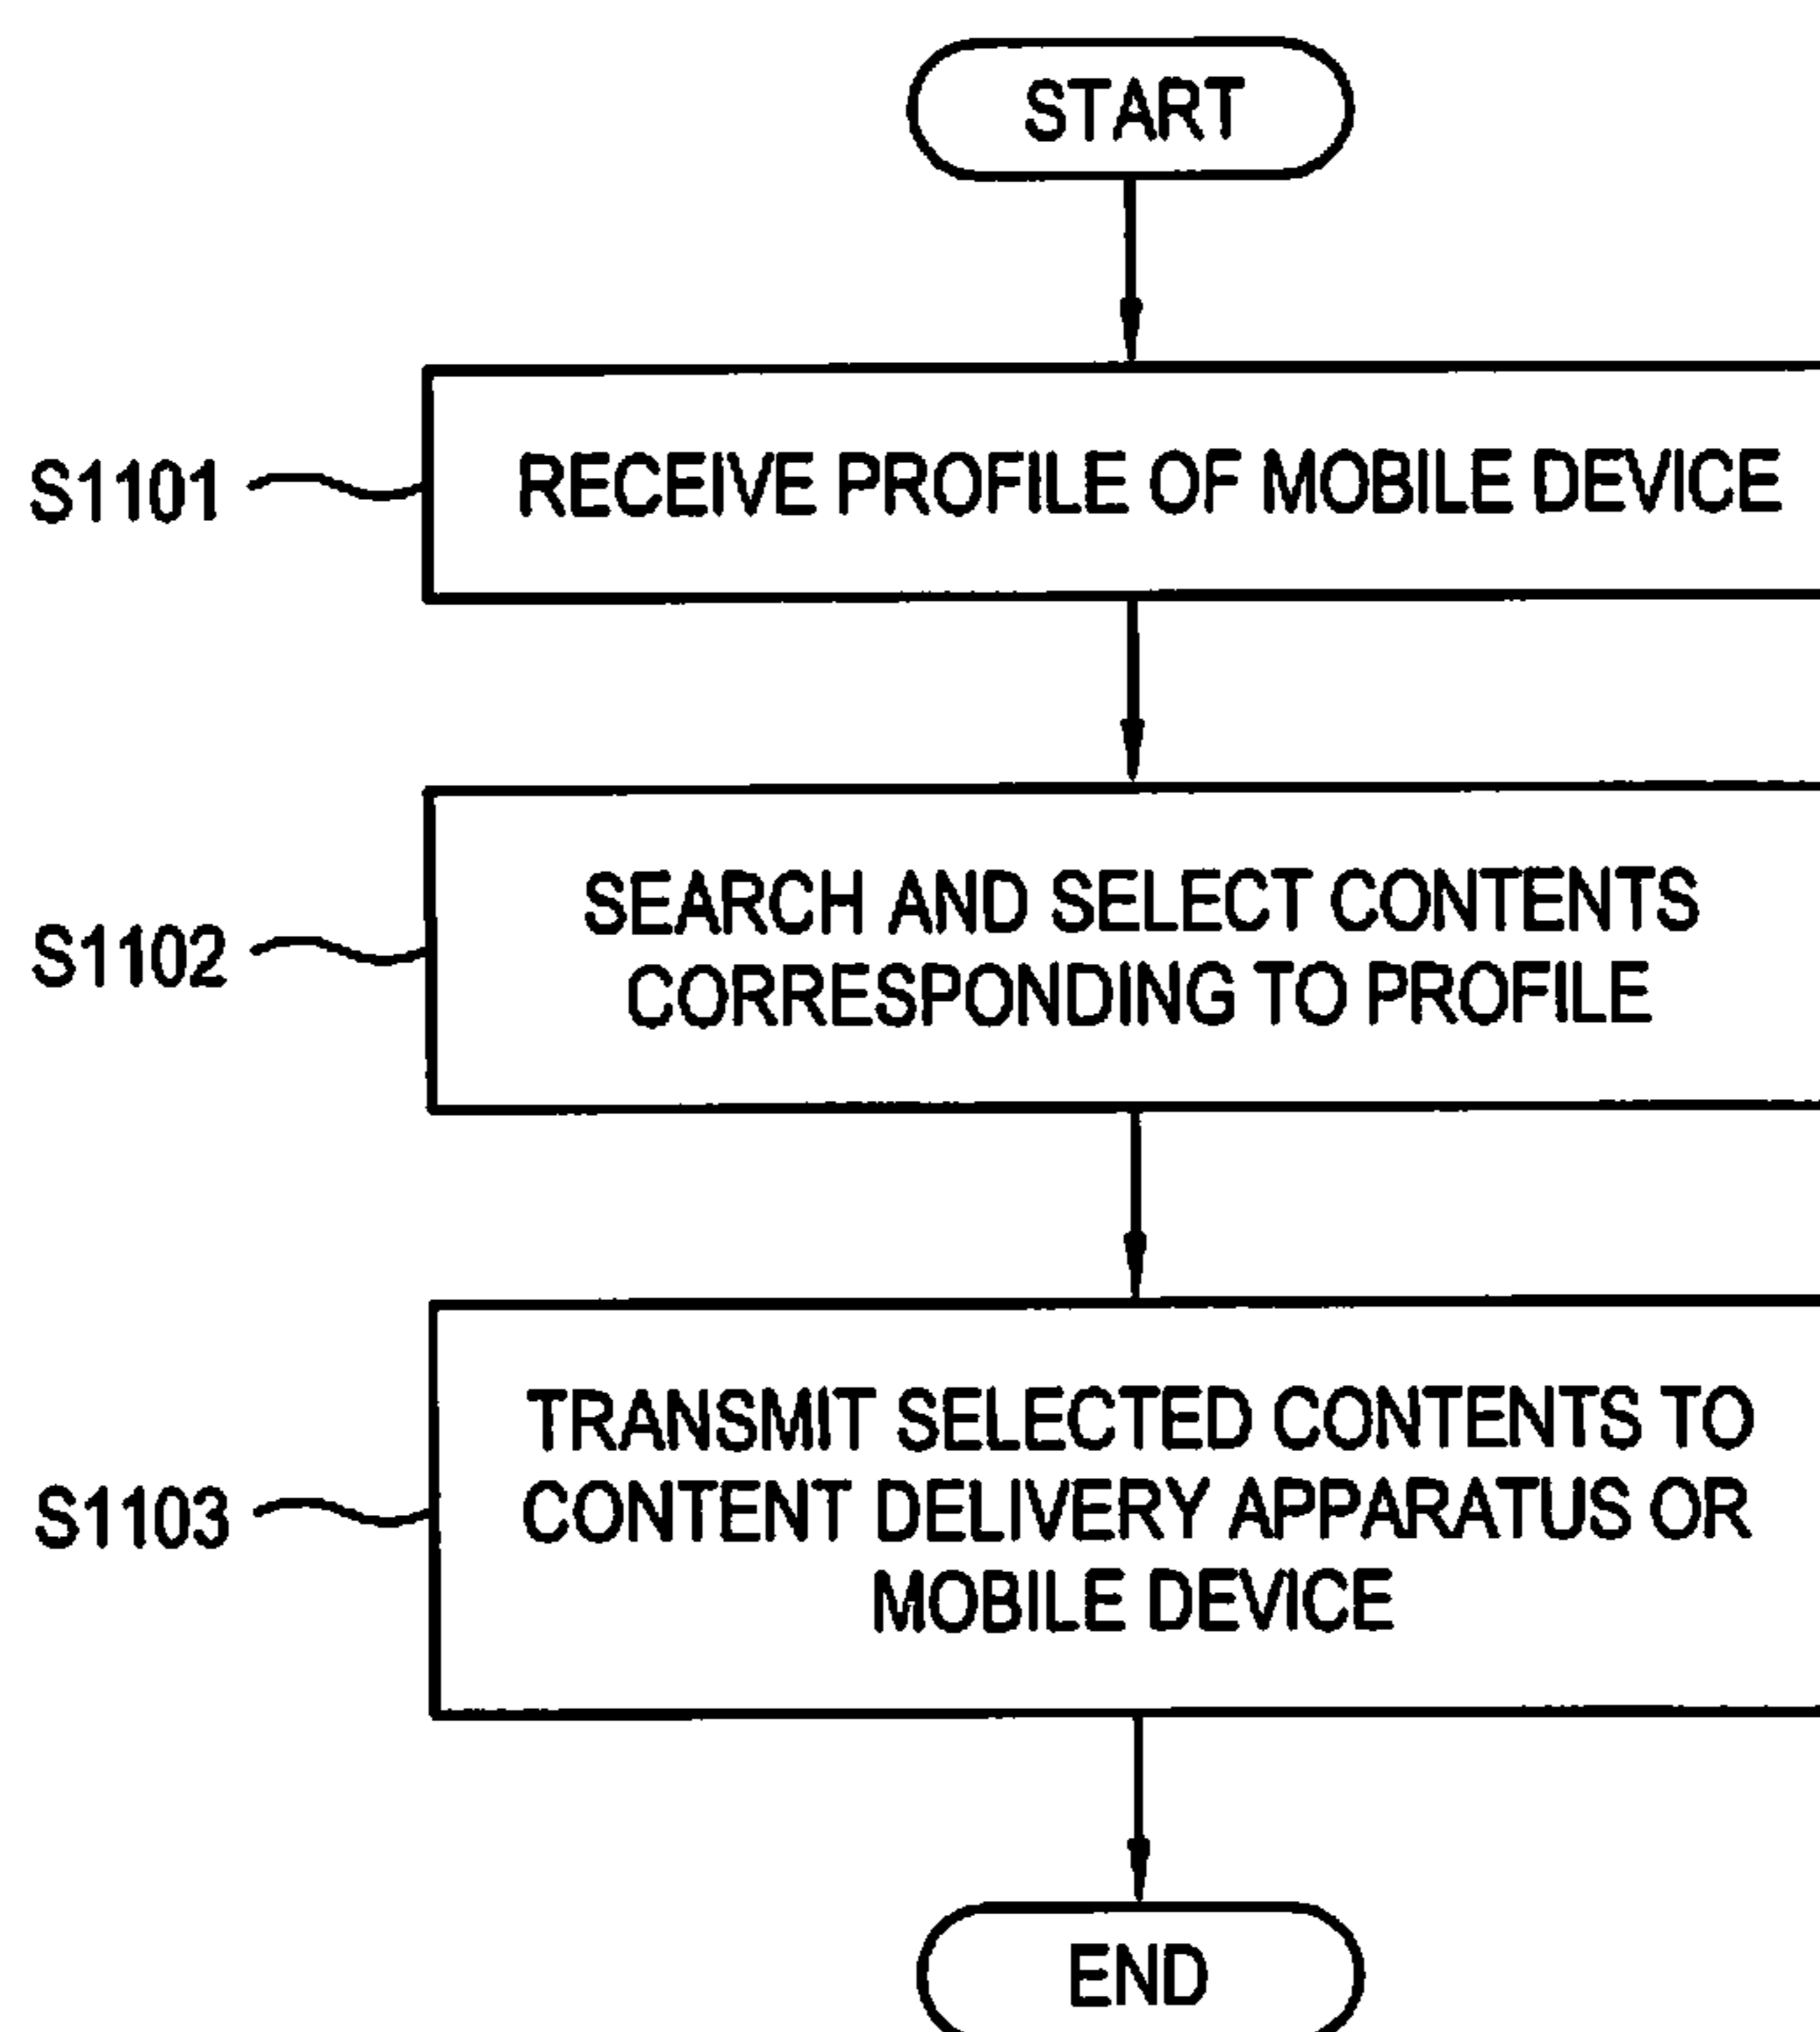 START
S1101
RECEIVE PROFILE OF MOBILE DEVICE
S1102
SEARCH AND SELECT CONTENTS
CORRESPONDING TO PROFILE
S1103
TRANSMIT SELECTED CONTENTS TO
CONTENT DELIVERY APPARATUS OR
MOBILE DEVICE
END